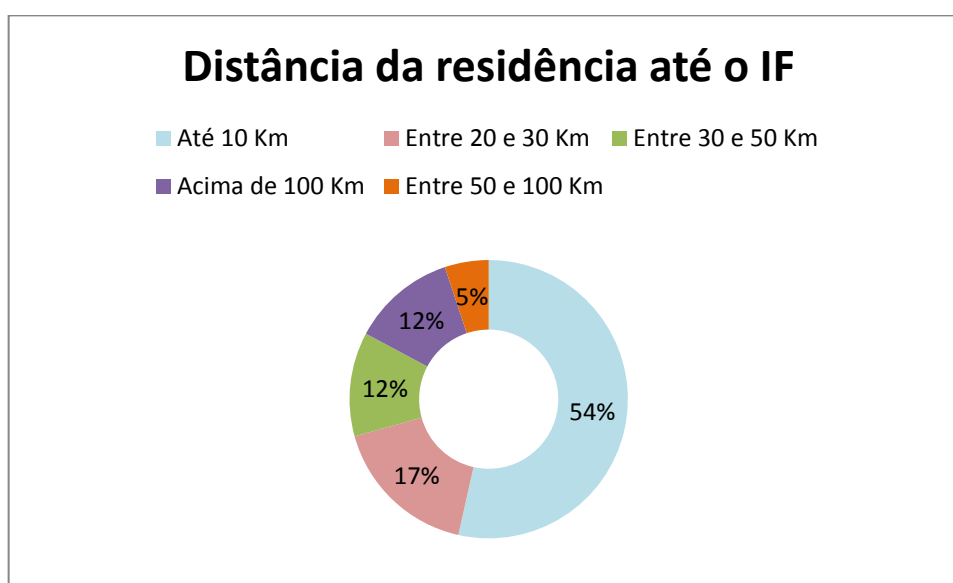 Distância da residência até o IF
Até 10 Km Entre 20 e 30 Km Entre 30 e 50 Km
Acima de 100 Km Entre 50 e 100 Km
5%
12%
12%
54%
17%